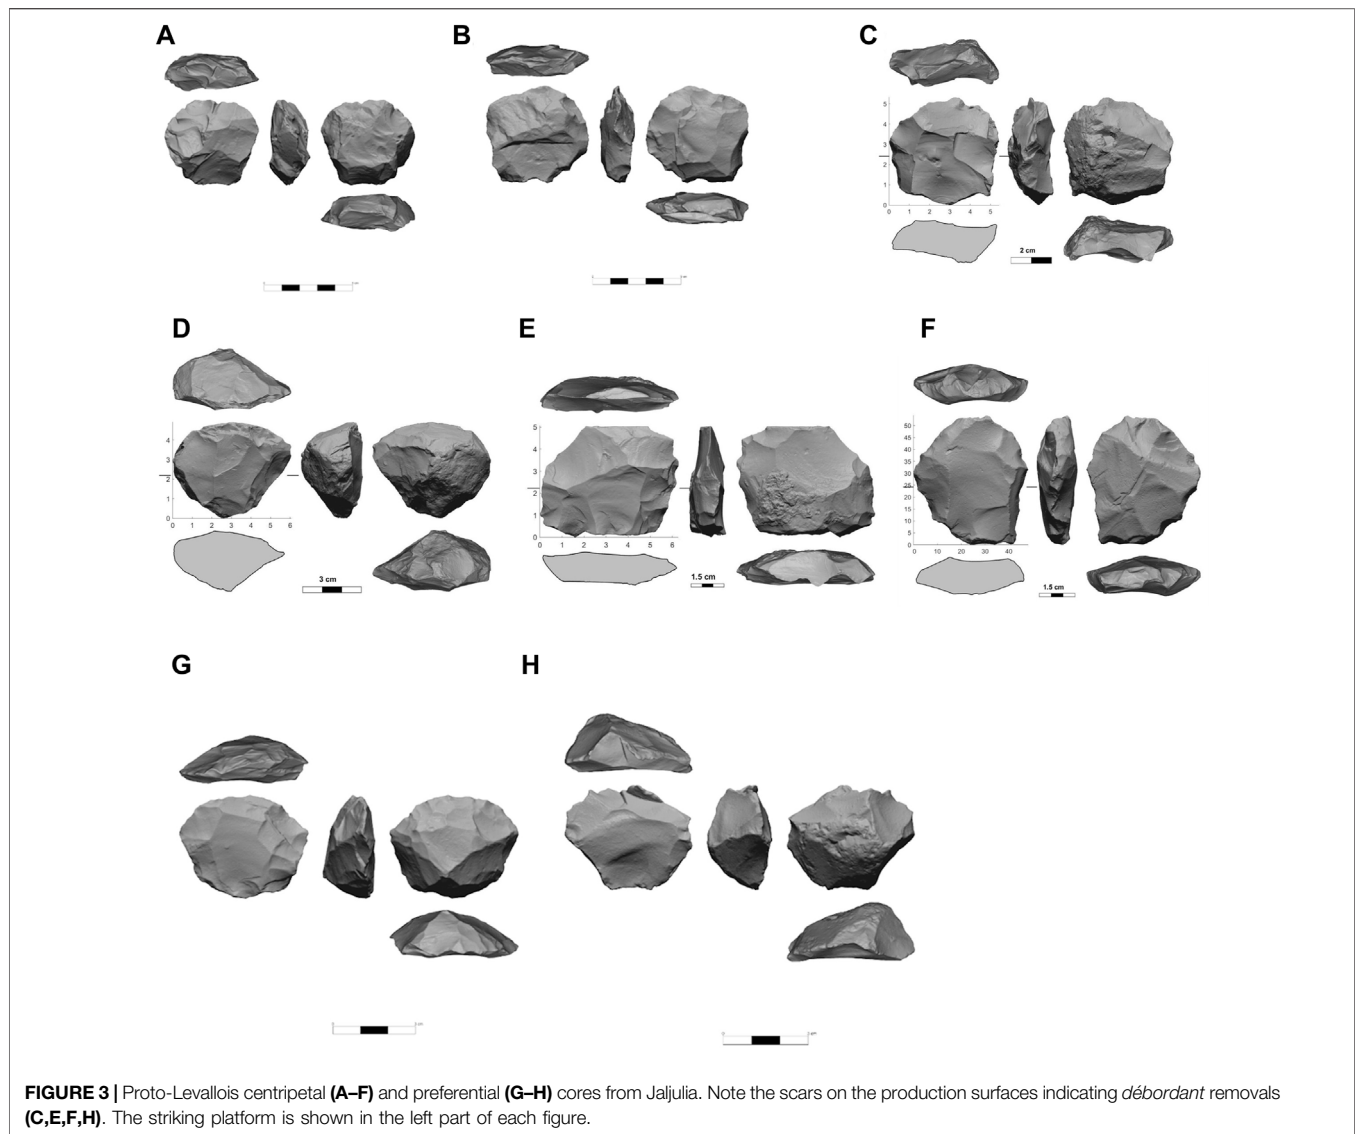 A
B
C
5
4
3
2
1
0
0 1 2 3 4 5
2 cm
D
E
F
4
3
2
1
0
0 1 2 3 4 5 6
3 cm
5
4
3
2
1
0
0 1 2 3 4 5 6
1.5 cm
50
45
40
35
30
25
20
15
10
5
0
0 10 20 30 40
1.5 cm
G
H
FIGURE 3 | Proto-Levallois centripetal (A–F) and preferential (G–H) cores from Jaljulia. Note the scars on the production surfaces indicating débordant removals
(C,E,F,H). The striking platform is shown in the left part of each figure.